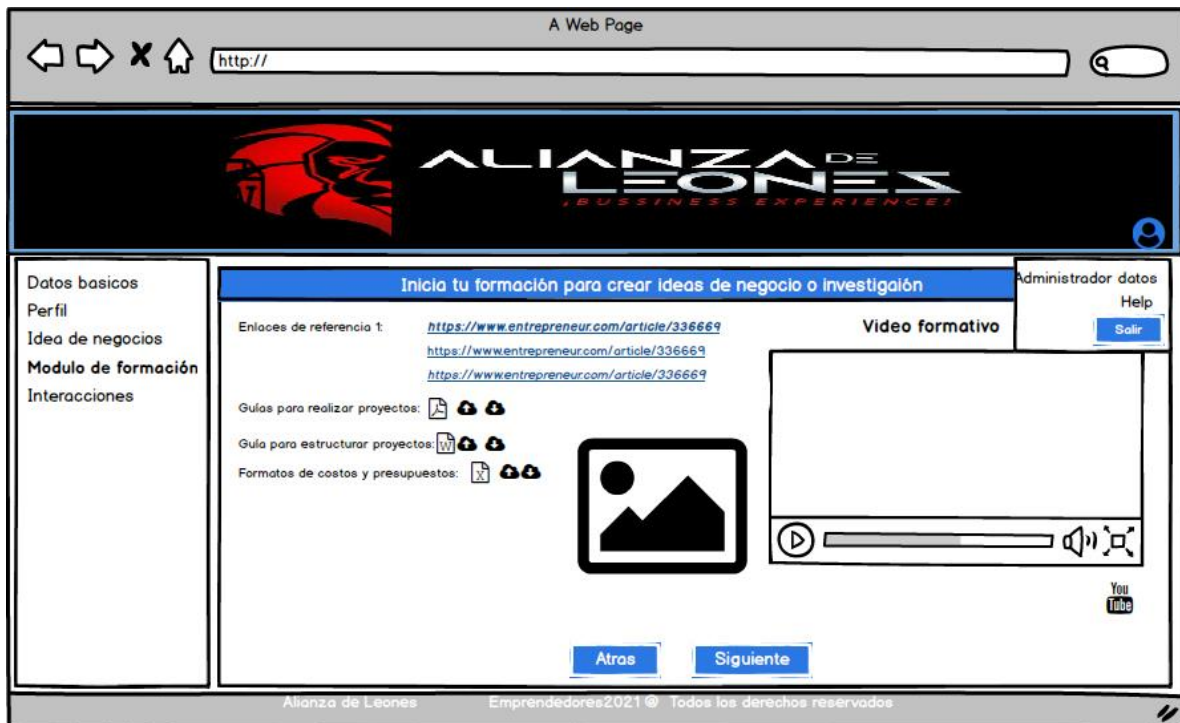 A Web Page
http://
ALIANZA DE
LEONES
¡BUSSINESS EXPERIENCE!
Datos basicos
Perfil
Idea de negocios
Modulo de formación
Interacciones
Inicia tu formación para crear ideas de negocio o investigaión
Administrador datos
Help
Salir
Enlaces de referencia 1:
https://www.entrepreneur.com/article/336669
https://www.entrepreneur.com/article/336669
https://www.entrepreneur.com/article/336669
Video formativo
Guías para realizar proyectos:
Guía para estructurar proyectos:
W
Formatos de costos y presupuestos:
X
You
Tube
Atras
Siguiente
Alianza de Leones Emprendedores2021@ Todos los derechos reservados